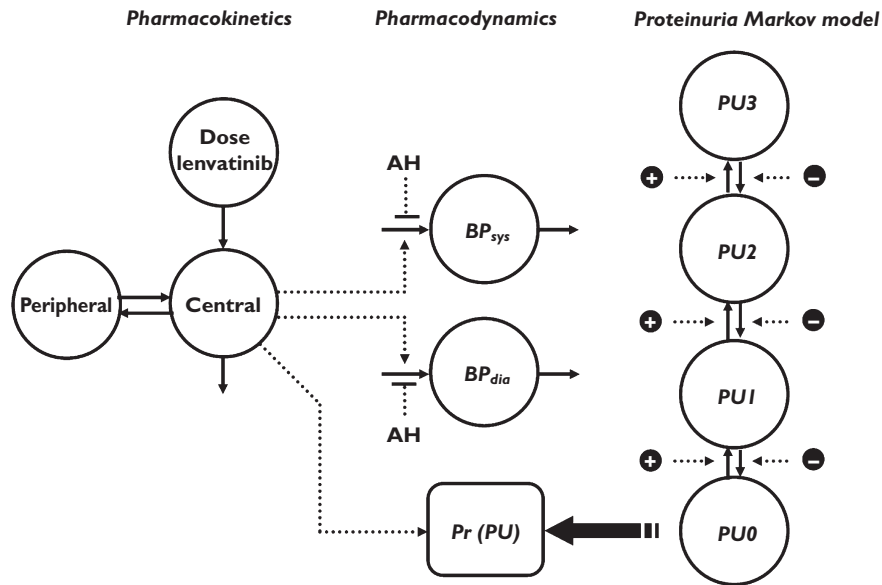 Pharmacokinetics
Pharmacodynamics
Proteinuria Markov model
PU3
Dose
lenvatinib
AH
+
−
BPsys
PU2
Peripheral
Central
+
−
BPdia
PU1
AH
+
−
Pr (PU)
PU0